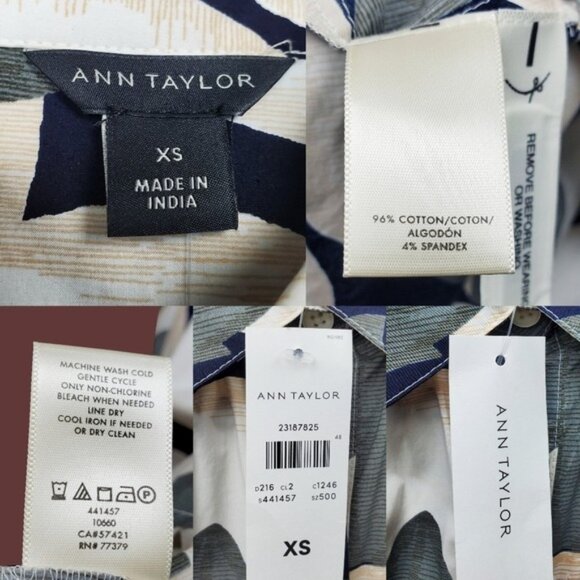 ANN TAYLOR
XS
MADE IN
INDIA
96% COTTON/COTON/
ALGODÓN
4% SPANDEX
REMOVE BEFORE WEARING
OR WASHING
MACHINE WASH COLD
GENTLE CYCLE
ONLY NON-CHLORINE
BLEACH WHEN NEEDED
LINE DRY
COOL IRON IF NEEDED
OR DRY CLEAN
441457
10660
CA#57421
RN# 77379
ANN TAYLOR
23187825
48
D216 CL2 C1246
S441457 SZ500
XS
ANN TAYLOR